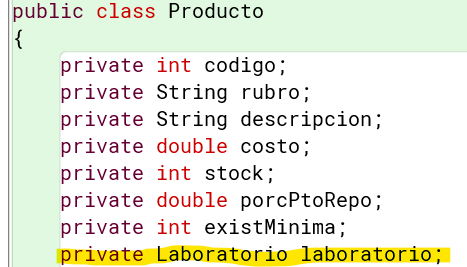 public class Producto
{
private int codigo;
private String rubro;
private String descripcion;
private double costo;
private int stock;
private double porcPtoRepo;
private int existMinima;
private Laboratorio laboratorio;